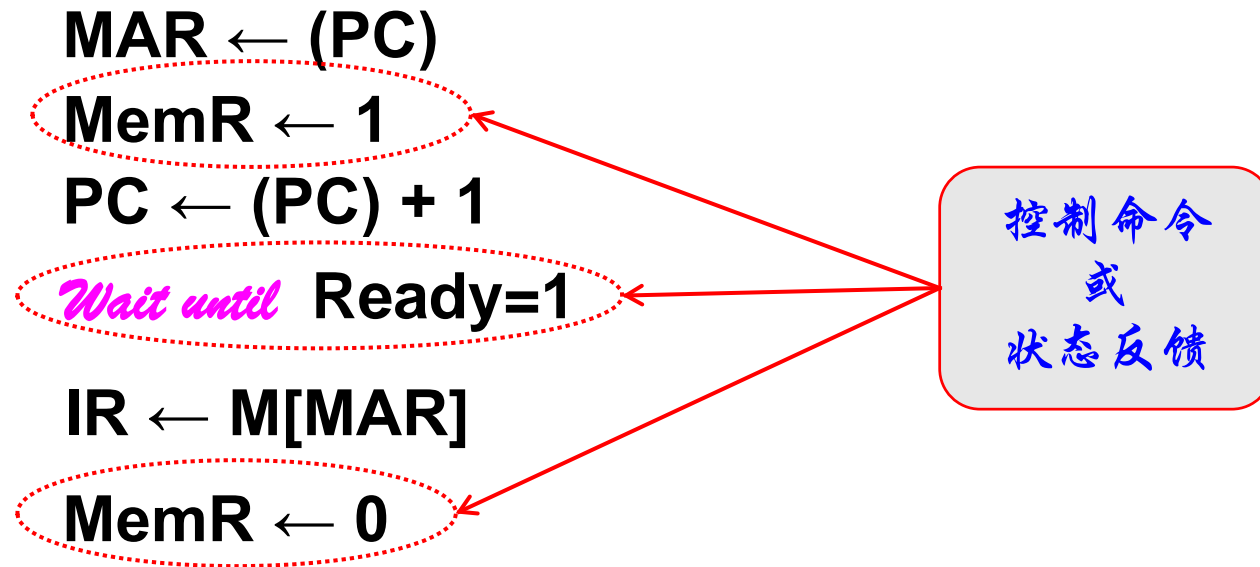 MAR ← (PC)
MemR ← 1
PC ← (PC) + 1
Wait until Ready=1
IR ← M[MAR]
MemR ← 0
控制命令
或
状态反馈